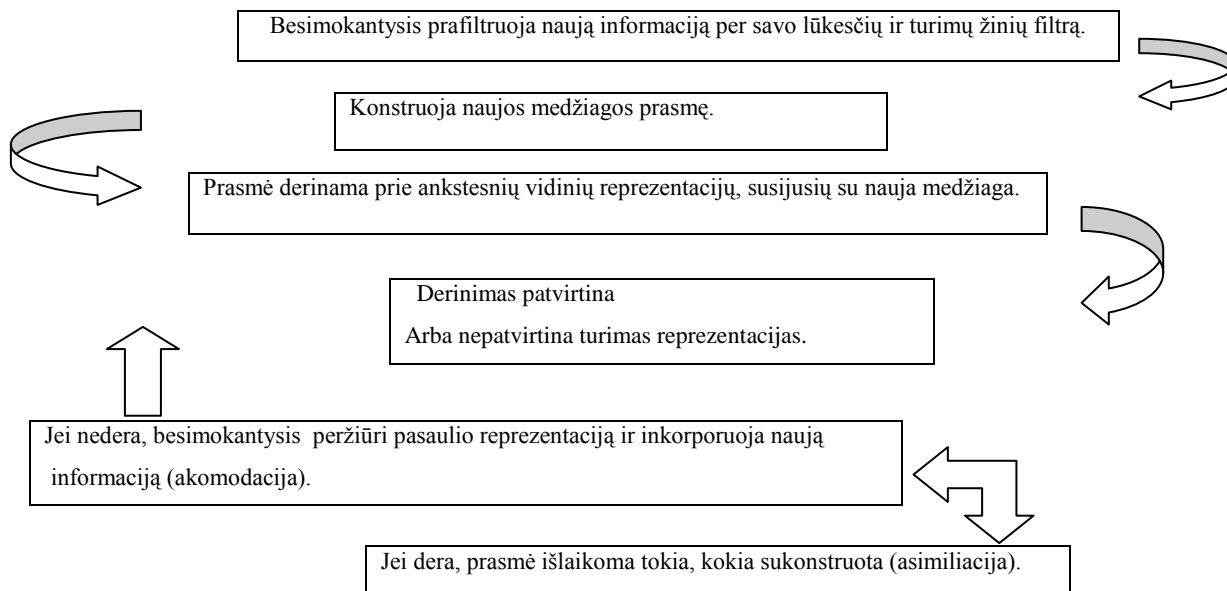 Besimokantysis prafiltruoja naują informaciją per savo lūkesčių ir turimų žinių filtrą.
Konstruoja naujos medžiagos prasmę.
Prasmė derinama prie ankstesnių vidinių reprezentacijų, susijusių su nauja medžiaga.
Derinimas patvirtina
Arba nepatvirtina turimas reprezentacijas.
Jei nedera, besimokantysis peržiūri pasaulio reprezentaciją ir inkorporuoja naują
informaciją (akomodacija).
Jei dera, prasmė išlaikoma tokia, kokia sukonstruota (asimiliacija).